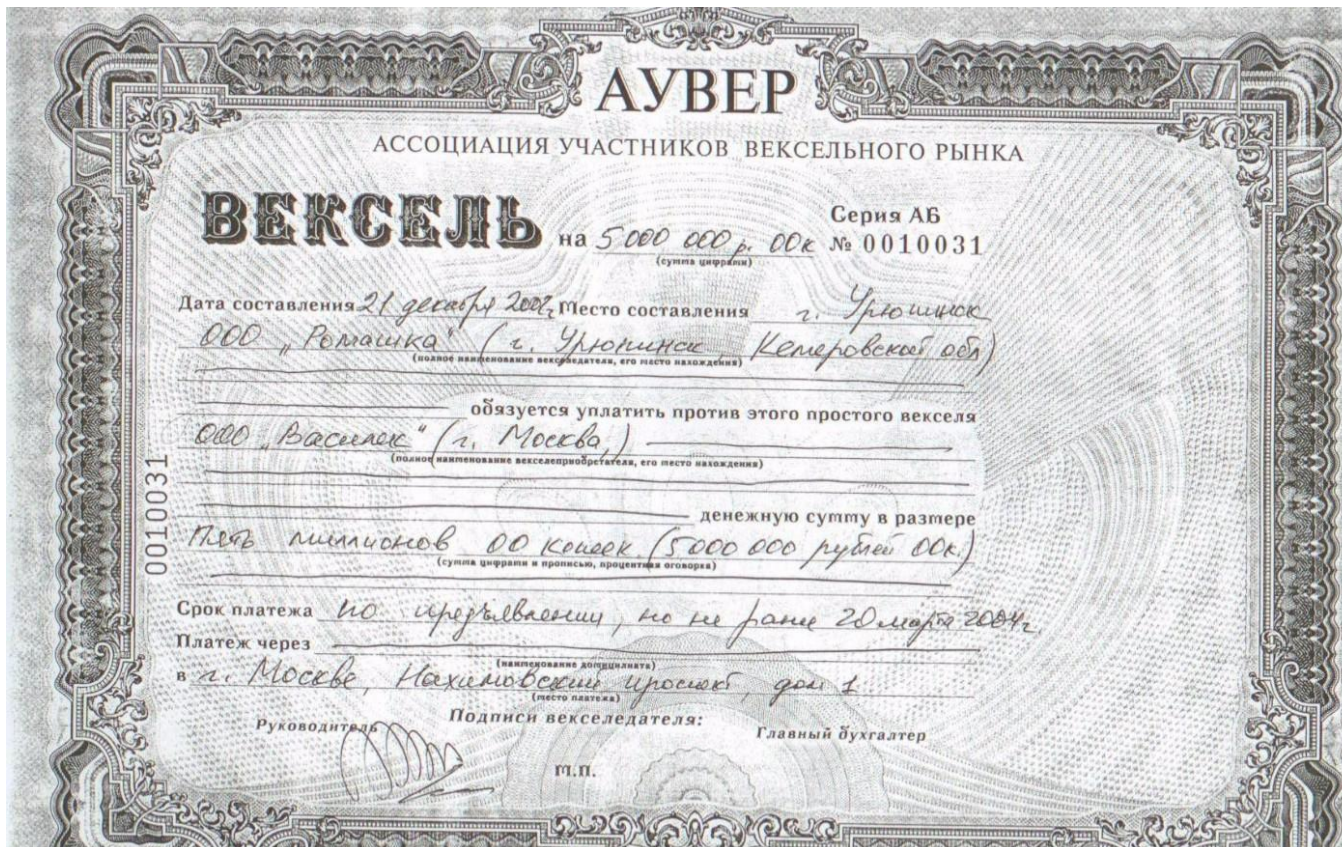 АУВЕР
АССОЦИАЦИЯ УЧАСТНИКОВ ВЕКСЕЛЬНОГО РЫНКА
ВЕКСЕЛЬ на 5 000 000 р. 00к
(сумма цифрами)
Серия АБ
№ 0010031
Дата составления 21 декабря Место составления г. Урюпинск
ООО „Ромашка" (г. Урюпинск, Кемеровской обл)
(полное наименование векселедателя, его место нахождения)
обязуется уплатить против этого простого векселя
ООО „Василек" (г. Москва,)
(полное наименование векселеприобретателя, его место нахождения)
денежную сумму в размере
Пять миллионов 00 копеек (5 000 000 рублей 00к.)
(сумма цифрами и прописью, процентная оговорка)
Срок платежа по предъявлении, но не ранее 20 марта 2004г.
Платеж через
(наименование домицилиата)
в г. Москве, Нахимовский проспект, дом 1
(место платежа)
Подписи векселедателя:
Руководитель
Главный бухгалтер
М.П.
0010031